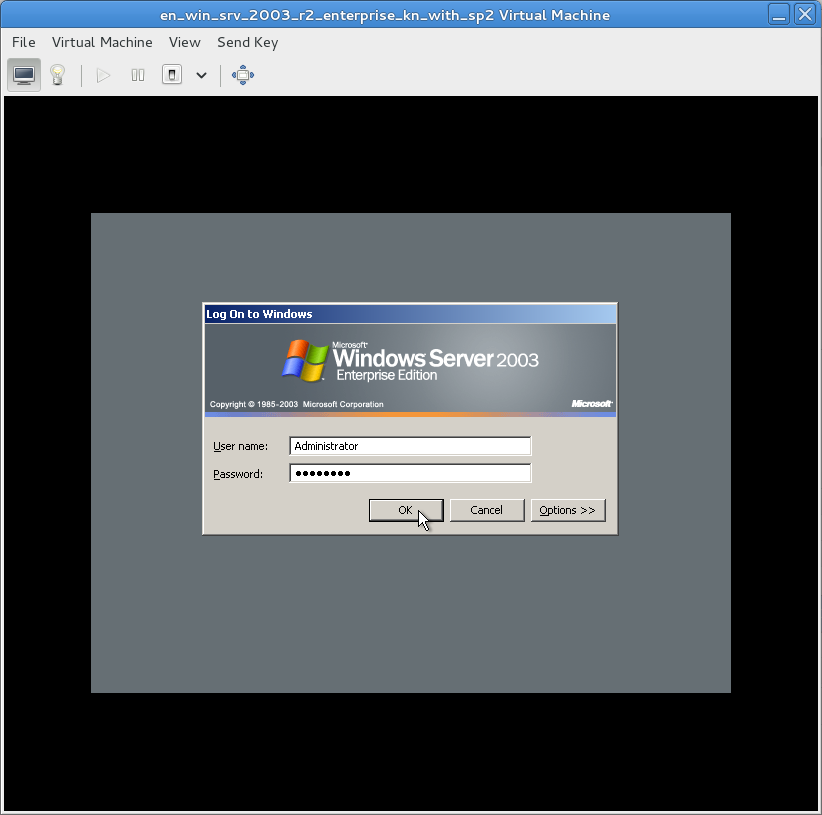 en_win_srv_2003_r2_enterprise_kn_with_sp2 Virtual Machine
File Virtual Machine View Send Key
Log On to Windows
Microsoft®
Windows Server 2003
Enterprise Edition
Copyright © 1985-2003 Microsoft Corporation
Microsoft
User name: Administrator
Password: ●●●●●●●●
OK Cancel Options >>